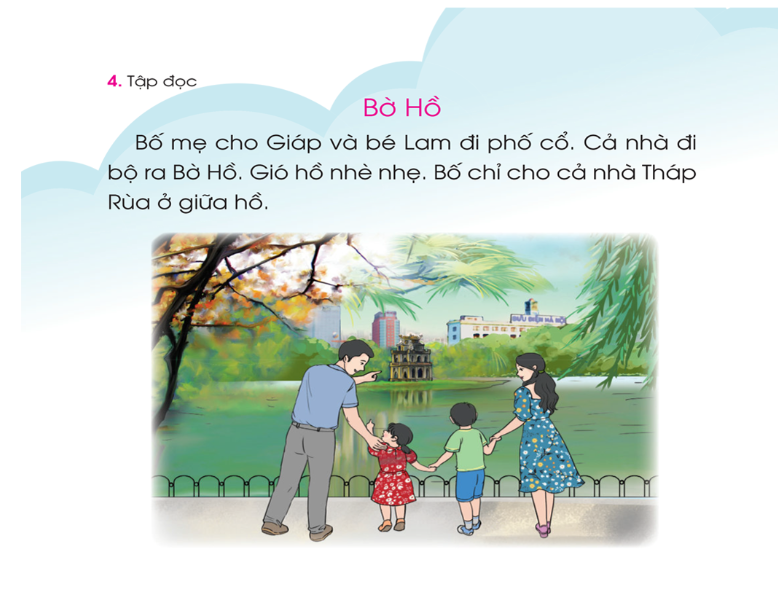 4. Tập đọc
Bờ Hồ
Bố mẹ cho Giáp và bé Lam đi phố cổ. Cả nhà đi
bộ ra Bờ Hồ. Gió hồ nhè nhẹ. Bố chỉ cho cả nhà Tháp
Rùa ở giữa hồ.
BƯU ĐIỆN HÀ NỘI